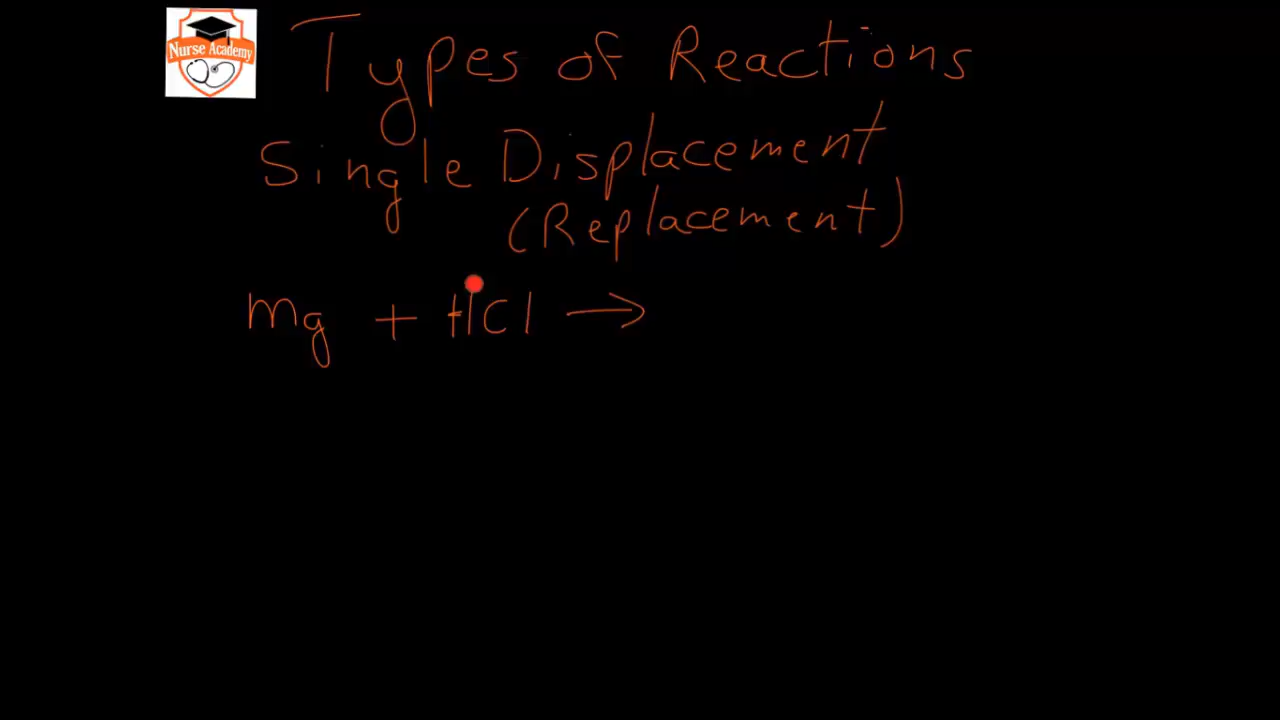 Nurse Academy
Types of Reactions
Single Displacement
(Replacement)
Mg + HCl →